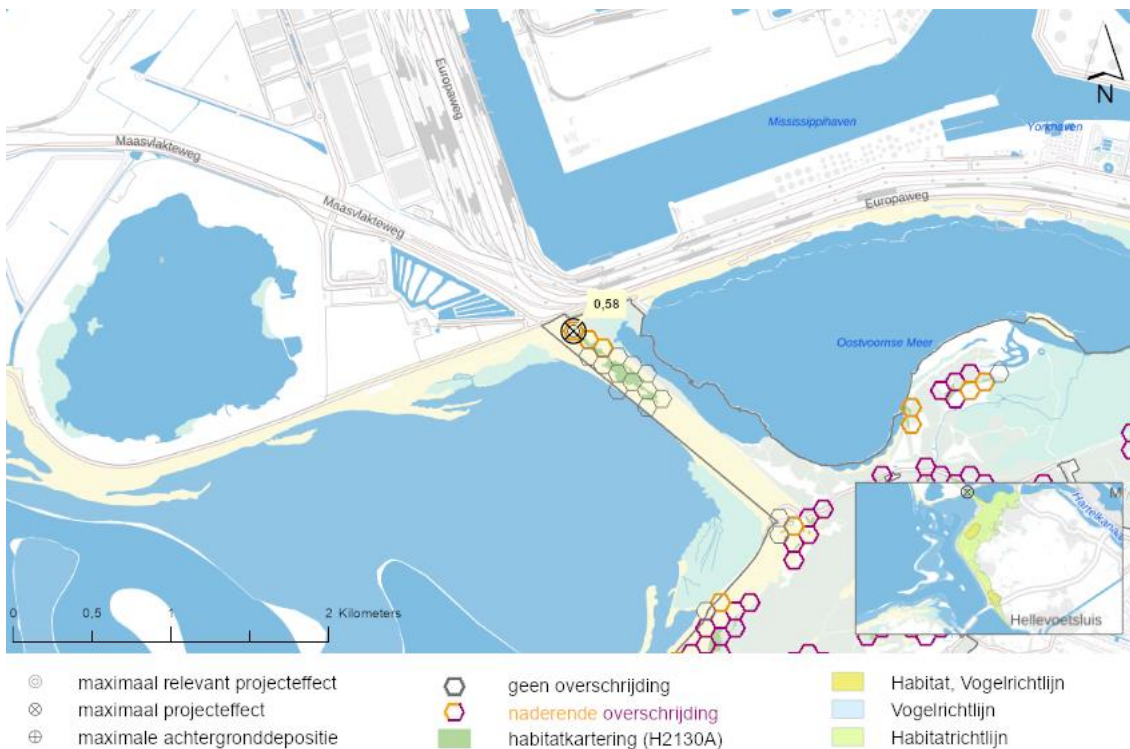 Europaweg
Mississippihaven
Yorkhaven
N
Maasvlakteweg
Maasvlakteweg
Europaweg
0,58
Oostvoornse Meer
M
Hartelkanaal
Hellevoetsluis
0 0,5 1 2 Kilometers
maximaal relevant projecteffect
maximaal projecteffect
maximale achtergronddepositie
geen overschrijding
naderende overschrijding
habitatkartering (H2130A)
Habitat, Vogelrichtlijn
Vogelrichtlijn
Habitatrichtlijn